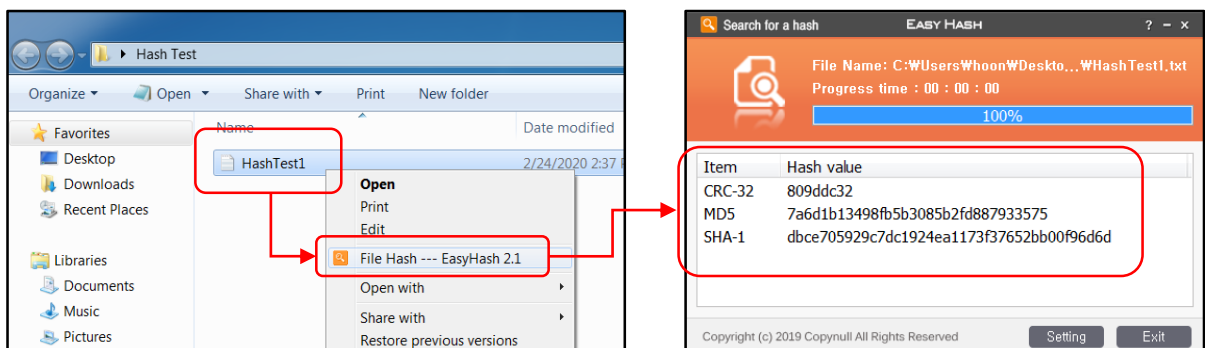 Hash Test
Organize Open Share with Print New folder
Favorites
Desktop
Downloads
Recent Places
Libraries
Documents
Music
Pictures
Name Date modified
HashTest1 2/24/2020 2:37
Open
Print
Edit
File Hash --- EasyHash 2.1
Open with
Share with
Restore previous versions
Search for a hash EASY HASH ? - x
File Name: C:₩Users₩hoon₩Deskto,,,₩HashTest1,txt
Progress time : 00 : 00 : 00
100%
Item Hash value
CRC-32 809ddc32
MD5 7a6d1b13498fb5b3085b2fd887933575
SHA-1 dbce705929c7dc1924ea1173f37652bb00f96d6d
Copyright (c) 2019 Copynull All Rights Reserved Setting Exit